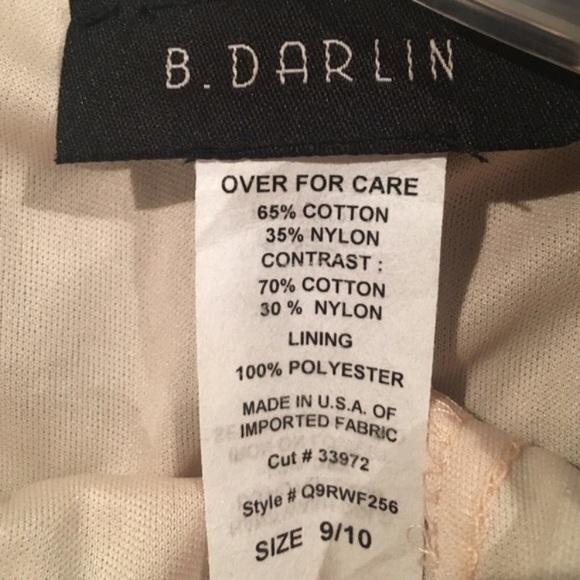 B. DARLIN
OVER FOR CARE
65% COTTON
35% NYLON
CONTRAST :
70% COTTON
30 % NYLON
LINING
100% POLYESTER
MADE IN U.S.A. OF
IMPORTED FABRIC
Cut # 33972
Style # Q9RWF256
SIZE 9/10